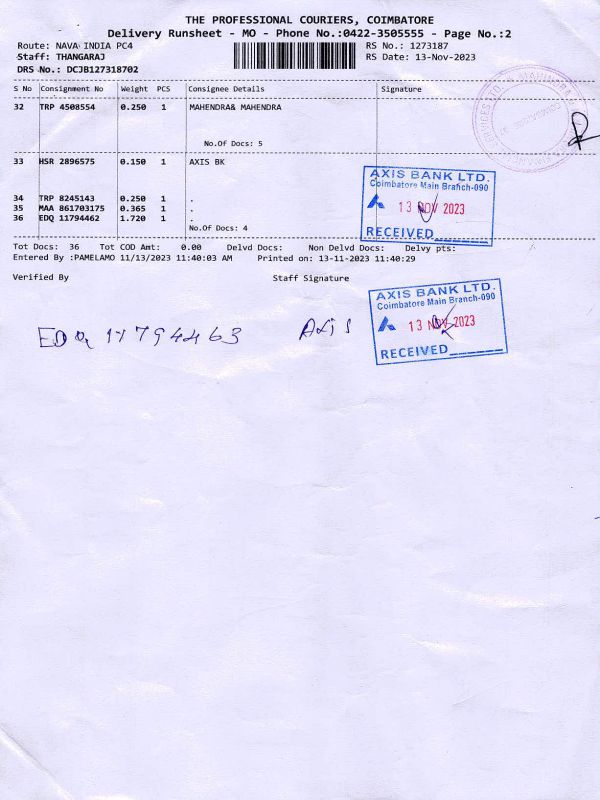 THE PROFESSIONAL COURIERS, COIMBATORE
Delivery Runsheet - MO - Phone No.:0422-3505555 - Page No.:2
Route: NAVA INDIA PC4 RS No.: 1273187
Staff: THANGARAJ RS Date: 13-Nov-2023
DRS No.: DCJB127318702
S No Consignment No Weight PCS Consignee Details Signature
32 TRP 4508554 0.250 1 MAHENDRA& MAHENDRA
No.Of Docs: 5
33 HSR 2896575 0.150 1 AXIS BK
34 TRP 8245143 0.250 1 .
35 MAA 861703175 0.365 1 .
36 EDQ 11794462 1.720 1 .
No.Of Docs: 4
AXIS BANK LTD.
Coimbatore Main Branch-090
13 NOV 2023
RECEIVED
Tot Docs: 36 Tot COD Amt: 0.00 Delvd Docs: Non Delvd Docs: Delvy pts:
Entered By :PAMELAMO 11/13/2023 11:40:03 AM Printed on: 13-11-2023 11:40:29
Verified By Staff Signature
AXIS BANK LTD.
Coimbatore Main Branch-090
13 NOV 2023
RECEIVED
EDQ 11794463 Axis